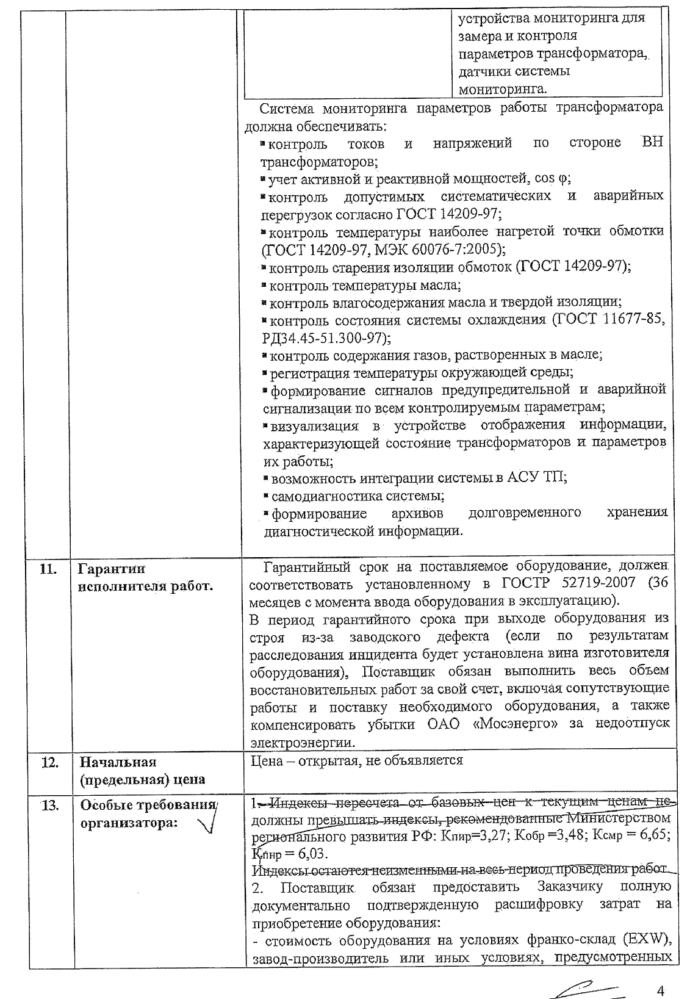 устройства мониторинга для
замера и контроля
параметров трансформатора,
датчики системы
мониторинга.
Система мониторинга параметров работы трансформатора
должна обеспечивать:
▪ контроль токов и напряжений по стороне ВН
трансформаторов;
▪ учет активной и реактивной мощностей, cos φ;
▪ контроль допустимых систематических и аварийных
перегрузок согласно ГОСТ 14209-97;
▪ контроль температуры наиболее нагретой точки обмотки
(ГОСТ 14209-97, МЭК 60076-7:2005);
▪ контроль старения изоляции обмоток (ГОСТ 14209-97);
▪ контроль температуры масла;
▪ контроль влагосодержания масла и твердой изоляции;
▪ контроль состояния системы охлаждения (ГОСТ 11677-85,
РД34.45-51.300-97);
▪ контроль содержания газов, растворенных в масле;
▪ регистрация температуры окружающей среды;
▪ формирование сигналов предупредительной и аварийной
сигнализации по всем контролируемым параметрам;
▪ визуализация в устройстве отображения информации,
характеризующей состояние трансформаторов и параметров
их работы;
▪ возможность интеграции системы в АСУ ТП;
▪ самодиагностика системы;
▪ формирование архивов долговременного хранения
диагностической информации.
11. Гарантии
исполнителя работ.
Гарантийный срок на поставляемое оборудование, должен
соответствовать установленному в ГОСТР 52719-2007 (36
месяцев с момента ввода оборудования в эксплуатацию).
В период гарантийного срока при выходе оборудования из
строя из-за заводского дефекта (если по результатам
расследования инцидента будет установлена вина изготовителя
оборудования), Поставщик обязан выполнить весь объем
восстановительных работ за свой счет, включая сопутствующие
работы и поставку необходимого оборудования, а также
компенсировать убытки ОАО «Мосэнерго» за недоотпуск
электроэнергии.
12. Начальная
(предельная) цена
Цена – открытая, не объявляется
13. Особые требования
организатора:
1. Индексы пересчета от базовых цен к текущим ценам не
должны превышать индексы, рекомендованные Министерством
регионального развития РФ: Кпир=3,27; Кобр =3,48; Ксмр = 6,65;
Кпнр = 6,03.
Индексы остаются неизменными на весь период проведения работ.
2. Поставщик обязан предоставить Заказчику полную
документально подтвержденную расшифровку затрат на
приобретение оборудования:
- стоимость оборудования на условиях франко-склад (EXW),
завод-производитель или иных условиях, предусмотренных
4